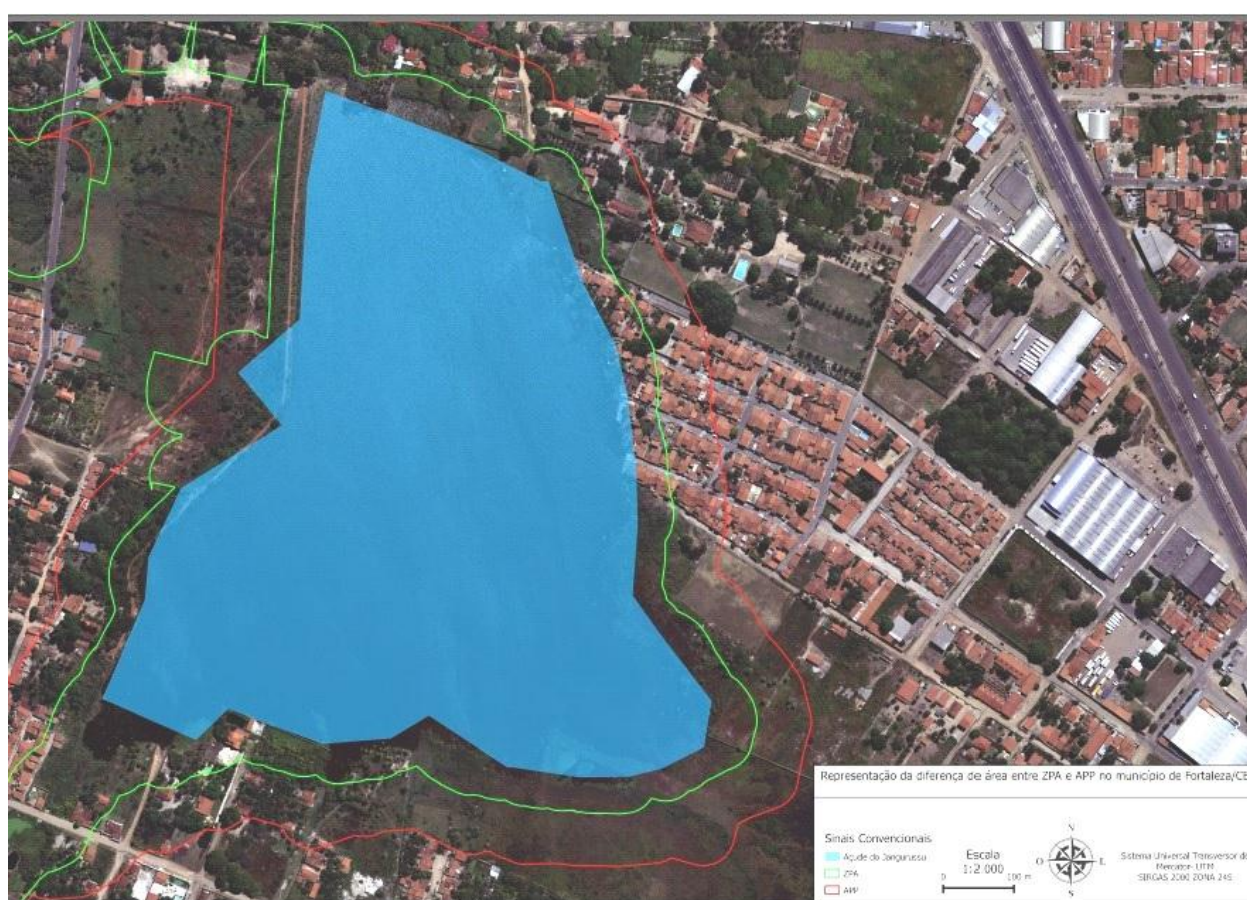 Representação da diferença de área entre ZPA e APP no município de Fortaleza/CE
Sinais Convencionais
Açude do Jangurussu
ZPA
APP
Escala
1:2 000
0 100 m
N
O L
S
Sistema Universal Transversor de
Mercator- UTM
SIRGAS 2000 ZONA 24S